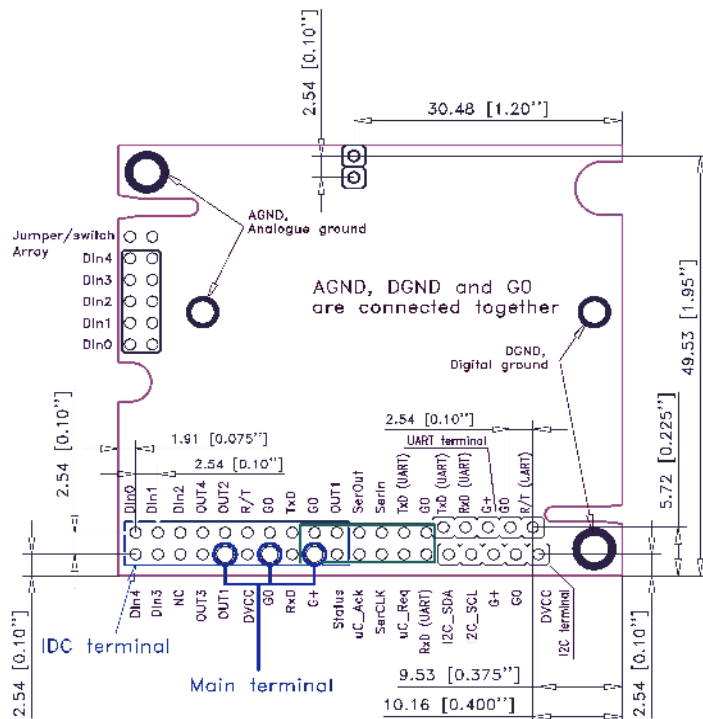 2.54 [0.10"]
30.48 [1.20"]
AGND,
Analogue ground
Jumper/switch
Array
DIn4
DIn3
DIn2
DIn1
DIn0
AGND, DGND and G0
are connected together
DGND,
Digital ground
49.53 [1.95"]
2.54 [0.10"]
1.91 [0.075"]
2.54 [0.10"]
2.54 [0.10"]
UART terminal
5.72 [0.225"]
DIn0
DIn1
DIn2
OUT4
OUT2
R/T
G0
TxD
G0
OUT1
SerOut
SerIn
TxD (UART)
G0
TxD (UART)
RxD (UART)
G+
G0
R/T (UART)
DIn4
DIn3
NC
OUT3
OUT1
DVCC
G0
RxD
G+
Status
uC_Ack
SerCLK
uC_Req
RxD (UART)
I2C_SDA
2C_SCL
G+
G0
DVCC
I2C terminal
2.54 [0.10"]
IDC terminal
Main terminal
9.53 [0.375"]
10.16 [0.400"]
2.54 [0.10"]